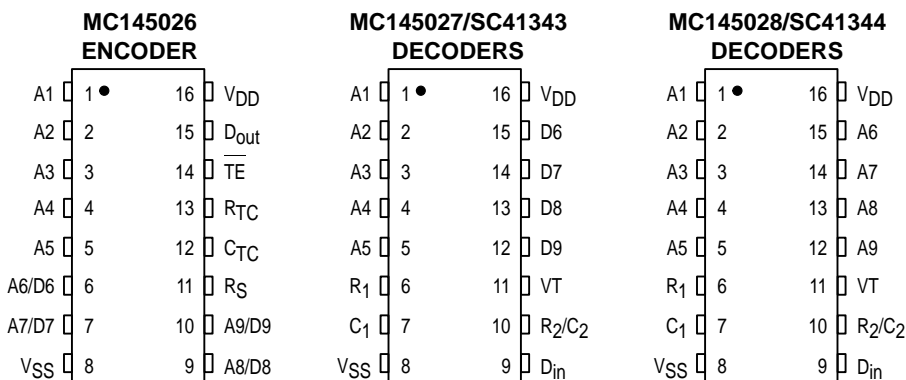 MC145026
ENCODER
A1 1 16 VDD
A2 2 15 Dout
A3 3 14 TE
A4 4 13 RTC
A5 5 12 CTC
A6/D6 6 11 RS
A7/D7 7 10 A9/D9
VSS 8 9 A8/D8
MC145027/SC41343
DECODERS
A1 1 16 VDD
A2 2 15 D6
A3 3 14 D7
A4 4 13 D8
A5 5 12 D9
R1 6 11 VT
C1 7 10 R2/C2
VSS 8 9 Din
MC145028/SC41344
DECODERS
A1 1 16 VDD
A2 2 15 A6
A3 3 14 A7
A4 4 13 A8
A5 5 12 A9
R1 6 11 VT
C1 7 10 R2/C2
VSS 8 9 Din